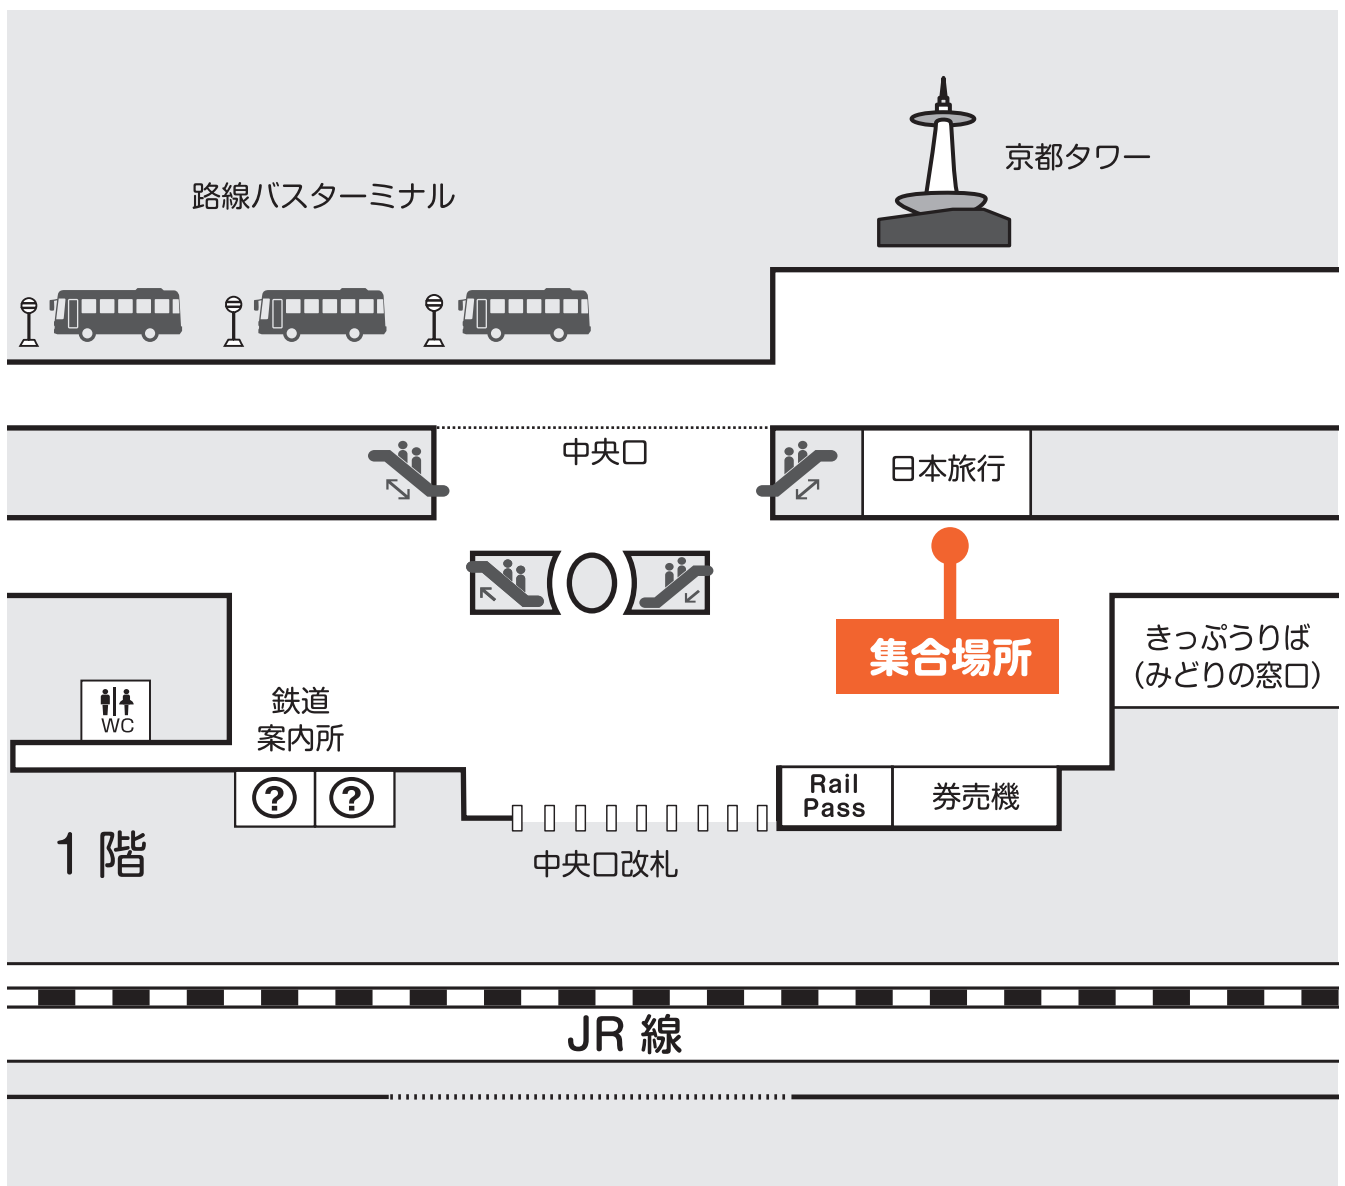 京都タワー
路線バスターミナル
中央口
日本旅行
集合場所
きっぷうりば
(みどりの窓口)
WC
鉄道
案内所
?
?
Rail
Pass
券売機
1 階
中央口改札
JR 線